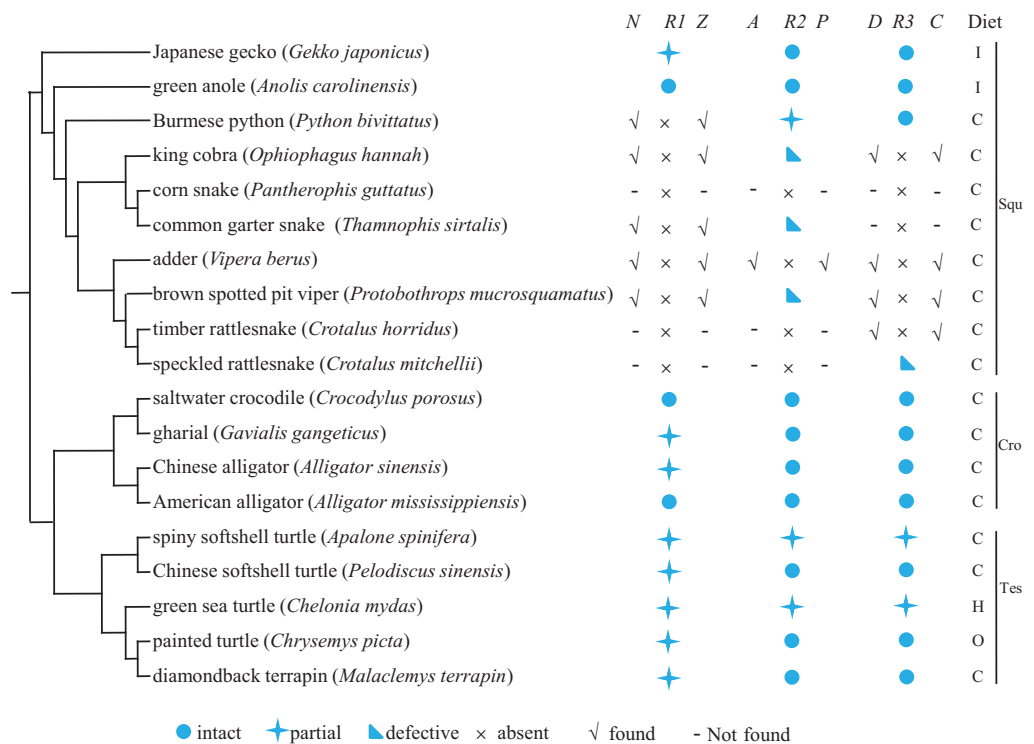 N R1 Z A R2 P D R3 C Diet
Japanese gecko (Gekko japonicus) I
green anole (Anolis carolinensis) I
Burmese python (Python bivittatus) √ × √ C
king cobra (Ophiophagus hannah) √ × √ √ × √ C
corn snake (Pantherophis guttatus) - × - - × - - × - C
Squ
common garter snake (Thamnophis sirtalis) √ × √ - × - C
adder (Vipera berus) √ × √ √ × √ √ × √ C
brown spotted pit viper (Protobothrops mucrosquamatus) √ × √ √ × √ C
timber rattlesnake (Crotalus horridus) - × - - × - √ × √ C
speckled rattlesnake (Crotalus mitchellii) - × - - × - C
saltwater crocodile (Crocodylus porosus) C
gharial (Gavialis gangeticus) C
Cro
Chinese alligator (Alligator sinensis) C
American alligator (Alligator mississippiensis) C
spiny softshell turtle (Apalone spinifera) C
Chinese softshell turtle (Pelodiscus sinensis) C
Tes
green sea turtle (Chelonia mydas) H
painted turtle (Chrysemys picta) O
diamondback terrapin (Malaclemys terrapin) C
intact partial defective × absent √ found - Not found